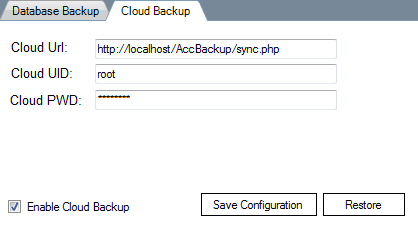 Database Backup Cloud Backup
Cloud Url: http://localhost/AccBackup/sync.php
Cloud UID: root
Cloud PWD: ********
Enable Cloud Backup Save Configuration Restore